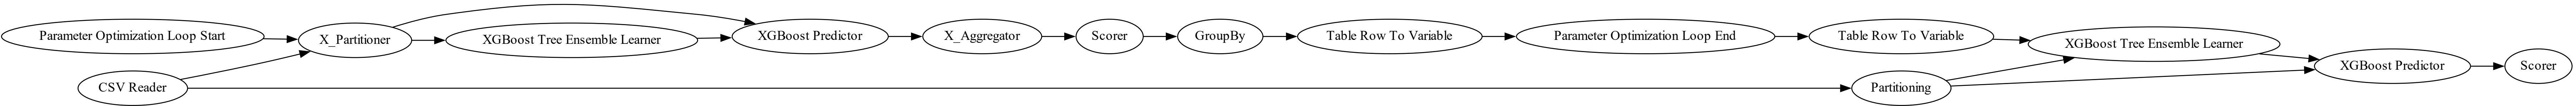 Parameter Optimization Loop Start
CSV Reader
X_Partitioner
XGBoost Tree Ensemble Learner
XGBoost Predictor
X_Aggregator
Scorer
GroupBy
Table Row To Variable
Parameter Optimization Loop End
Table Row To Variable
Partitioning
XGBoost Tree Ensemble Learner
XGBoost Predictor
Scorer